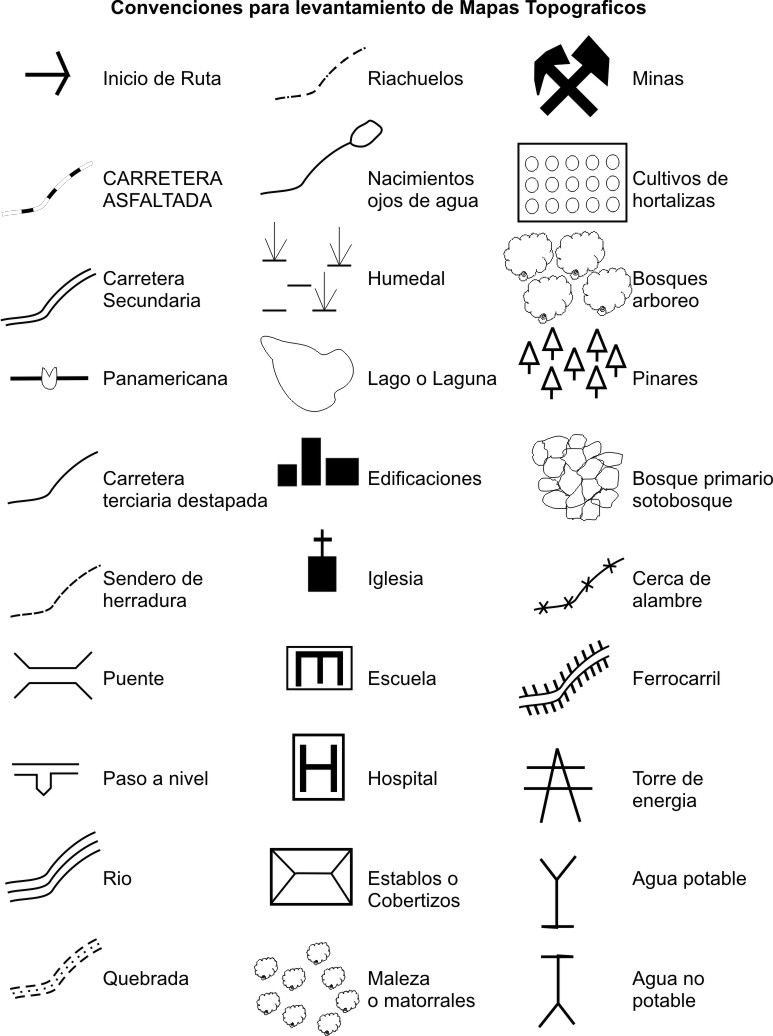 Convenciones para levantamiento de Mapas Topograficos
Inicio de Ruta
CARRETERA
ASFALTADA
Carretera
Secundaria
Panamericana
Carretera
terciaria destapada
Sendero de
herradura
Puente
Paso a nivel
Rio
Quebrada
Riachuelos
Nacimientos
ojos de agua
Humedal
Lago o Laguna
Edificaciones
Iglesia
Escuela
H
Hospital
Establos o
Cobertizos
Maleza
o matorrales
Minas
Cultivos de
hortalizas
Bosques
arboreo
Pinares
Bosque primario
sotobosque
Cerca de
alambre
Ferrocarril
Torre de
energia
Agua potable
Agua no
potable